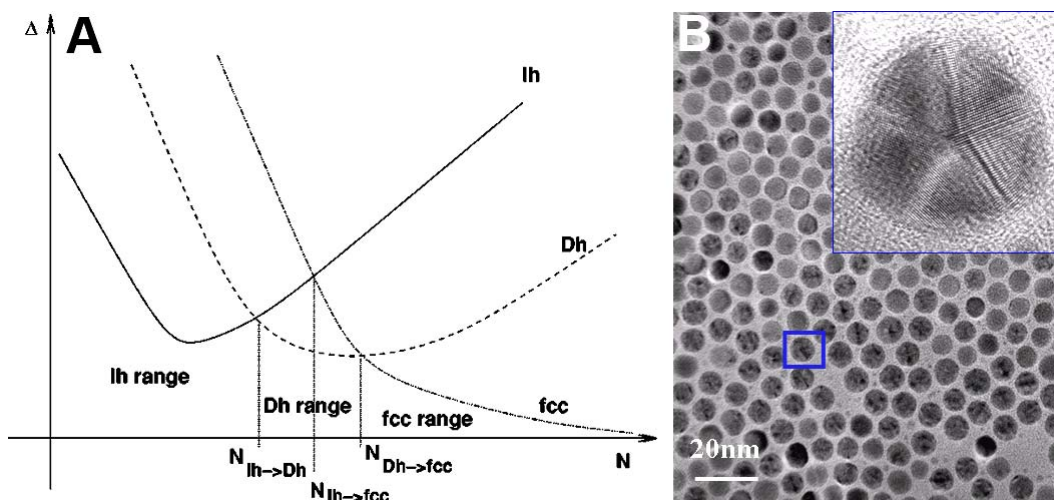 Δ
A
Ih
Dh
Ih range
Dh range
fcc range
fcc
N Ih->Dh
N Dh->fcc
N
N Ih->fcc
B
20nm